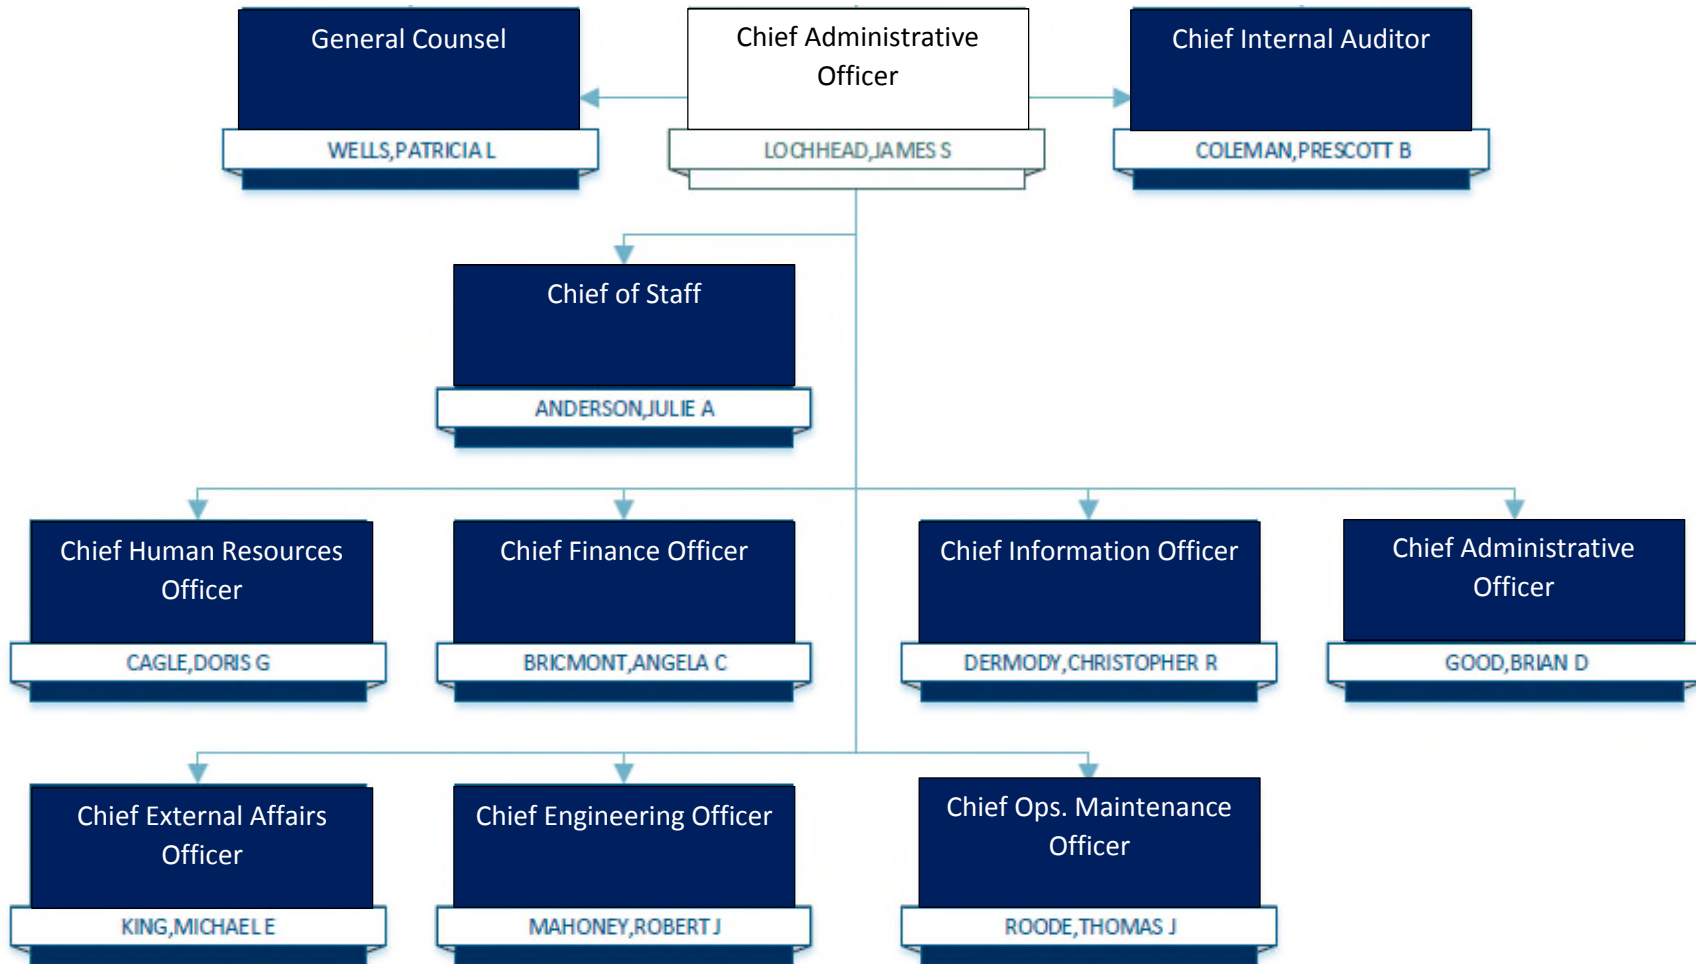 General Counsel
WELLS,PATRICIA L
Chief Administrative
Officer
LOCHHEAD,JAMES S
Chief Internal Auditor
COLEMAN,PRESCOTT B
Chief of Staff
ANDERSON,JULIE A
Chief Human Resources
Officer
CAGLE,DORIS G
Chief Finance Officer
BRICMONT,ANGELA C
Chief Information Officer
DERMODY,CHRISTOPHER R
Chief Administrative
Officer
GOOD,BRIAN D
Chief External Affairs
Officer
KING,MICHAEL E
Chief Engineering Officer
MAHONEY,ROBERT J
Chief Ops. Maintenance
Officer
ROODE,THOMAS J